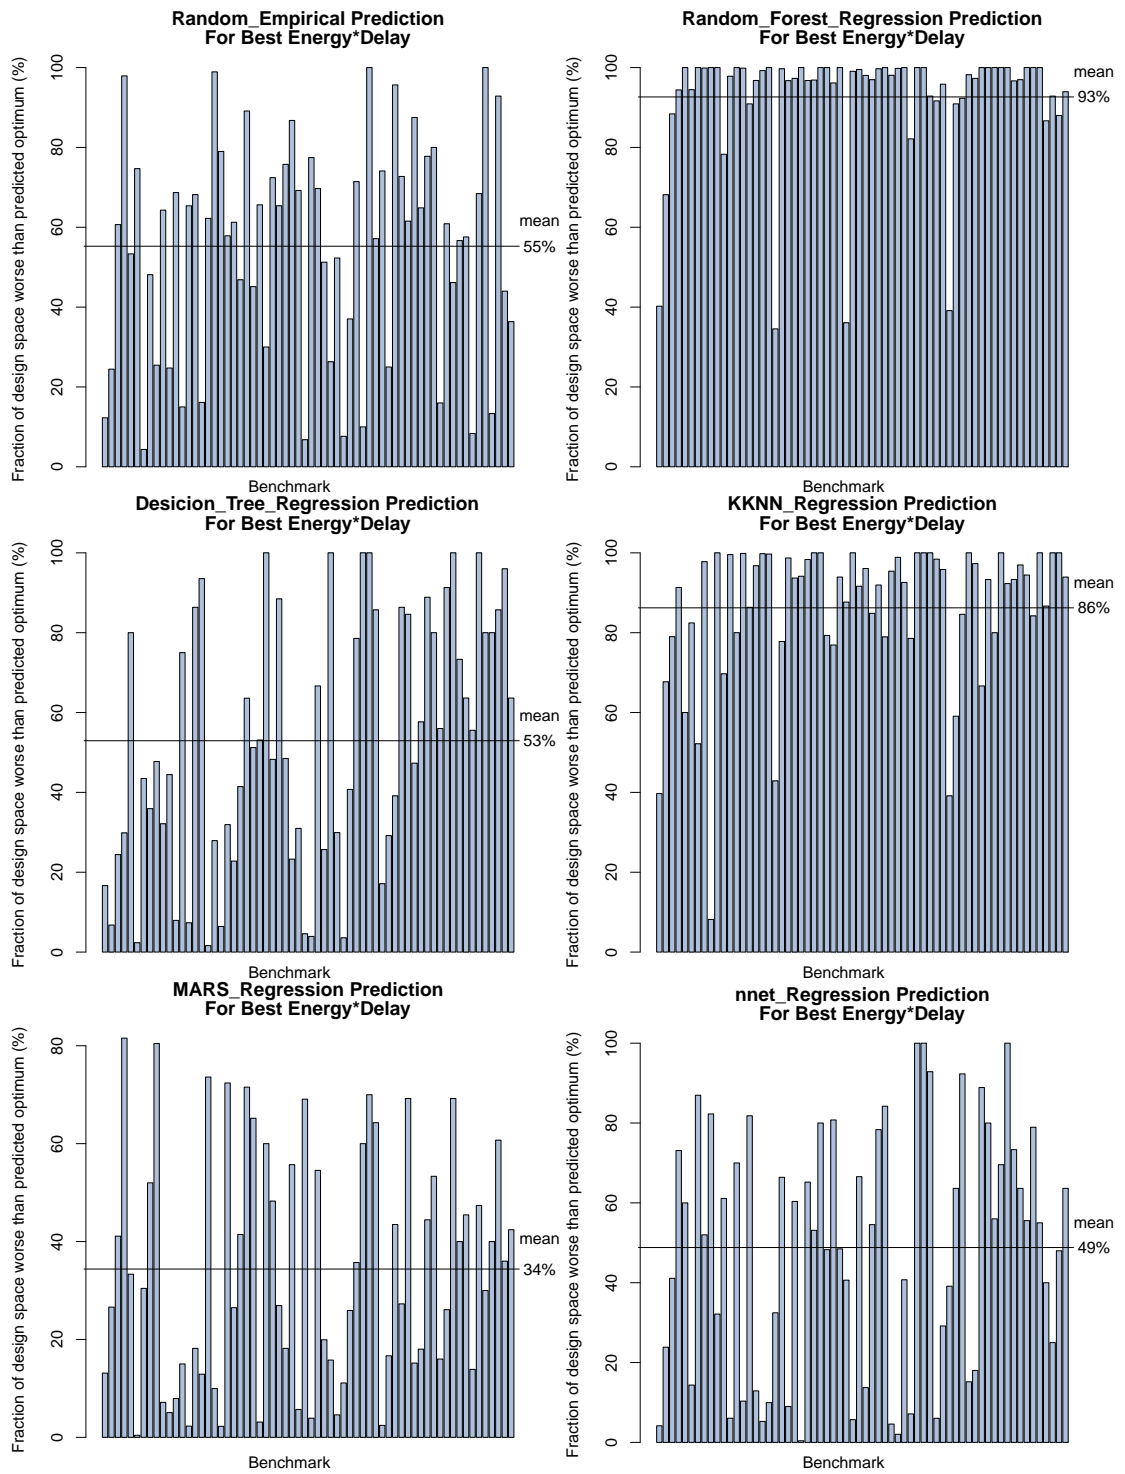 Random_Empirical Prediction
For Best Energy*Delay
Fraction of design space worse than predicted optimum (%)
100
80
60
40
20
0
mean
55%
Benchmark
Random_Forest_Regression Prediction
For Best Energy*Delay
Fraction of design space worse than predicted optimum (%)
100
80
60
40
20
0
mean
93%
Benchmark
Desicion_Tree_Regression Prediction
For Best Energy*Delay
Fraction of design space worse than predicted optimum (%)
100
80
60
40
20
0
mean
53%
Benchmark
KKNN_Regression Prediction
For Best Energy*Delay
Fraction of design space worse than predicted optimum (%)
100
80
60
40
20
0
mean
86%
Benchmark
MARS_Regression Prediction
For Best Energy*Delay
Fraction of design space worse than predicted optimum (%)
80
60
40
20
0
mean
34%
Benchmark
nnet_Regression Prediction
For Best Energy*Delay
Fraction of design space worse than predicted optimum (%)
100
80
60
40
20
0
mean
49%
Benchmark